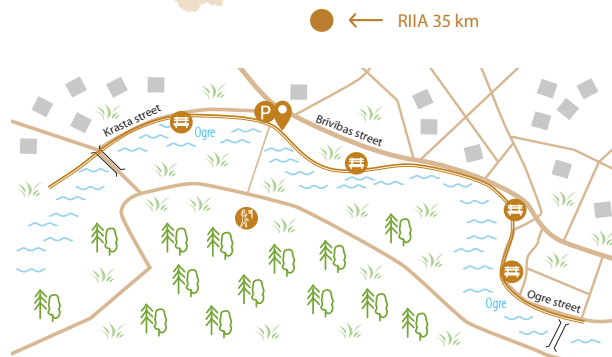 RIIA 35 km
Krasta street
P
Ogre
Brīvības street
Ogre
Ogre street